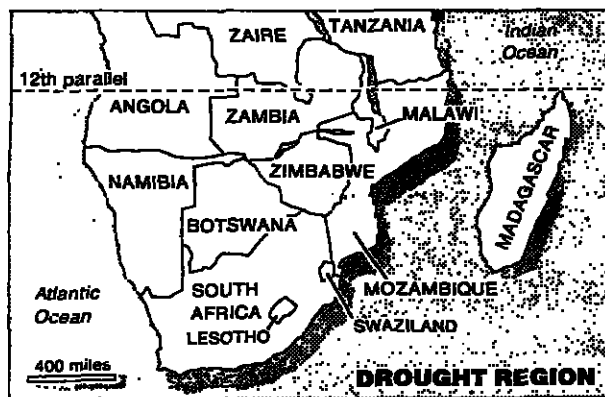 ZAIRE
TANZANIA
Indian
Ocean
12th parallel
ANGOLA
ZAMBIA
MALAWI
NAMIBIA
ZIMBABWE
MADAGASCAR
BOTSWANA
SOUTH
AFRICA
MOZAMBIQUE
Atlantic
Ocean
LESOTHO
SWAZILAND
400 miles
DROUGHT REGION